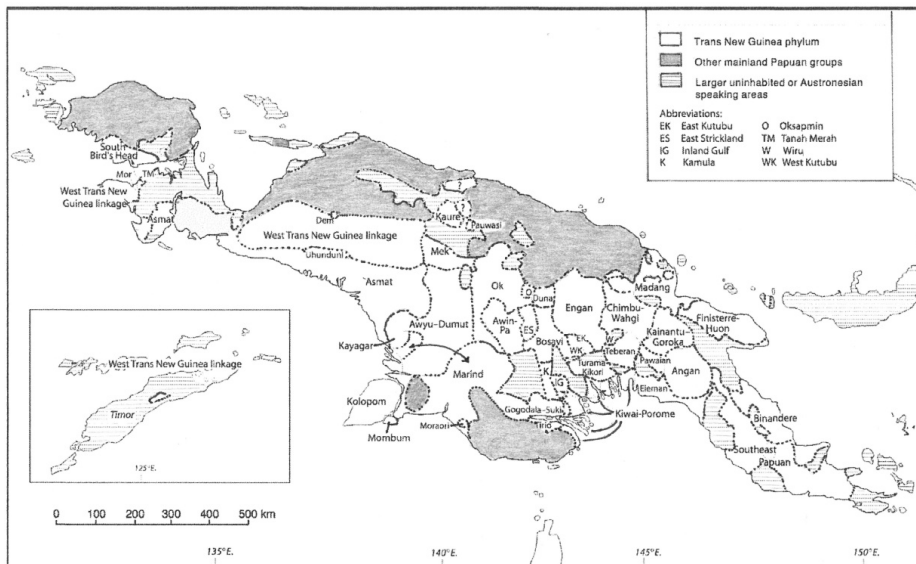 Trans New Guinea phylum
Other mainland Papuan groups
Larger uninhabited or Austronesian
speaking areas
Abbreviations:
EK East Kutubu
O Oksapmin
ES East Strickland
TM Tanah Merah
IG Inland Gulf
W Wiru
K Kamula
WK West Kutubu
South
Bird's Head
Mor
TM
West Trans New
Guinea linkage
Asmat
Dem
West Trans New Guinea linkage
Uhunduni
Kaure
?
?
Pauwasi
Mek
Asmat
Ok
O
Duna
Engan
Chimbu-
Wahgi
Madang
Finisterre-
Huon
Kainantu-
Goroka
Awyu-Dumut
Awin-
Pa
ES
Bosavi
EK
WK
W
Teberan
Pawaian
Angan
Kayagar
Marind
K
IG
Turama-
Kikori
Eleman
Kolopom
Gogodala-Suki
Tirio
Kiwai-Porome
Binandere
Mombum
Moraori
Southeast
Papuan
West Trans New Guinea linkage
Timor
125°E.
0 100 200 300 400 500 km
135°E.
140°E.
145°E.
150°E.